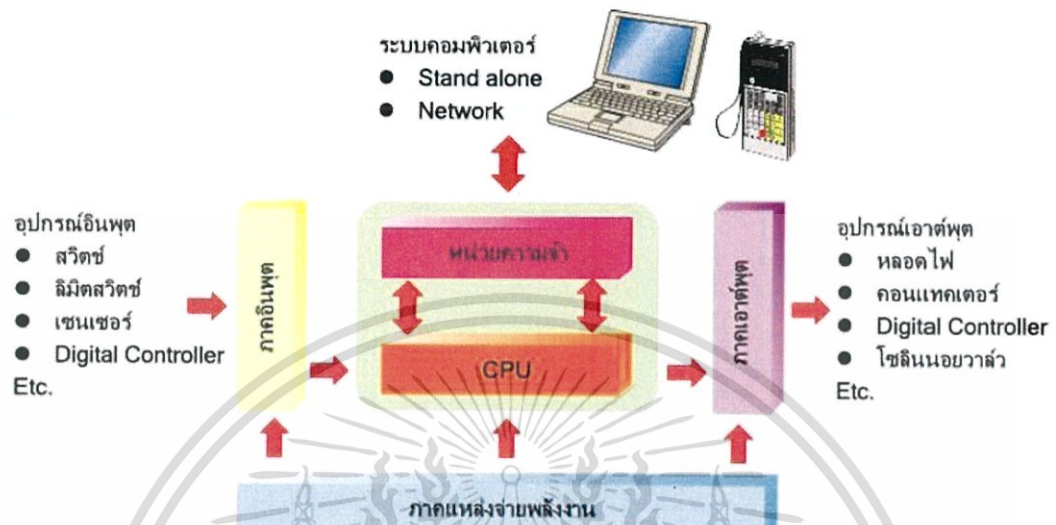 ระบบคอมพิวเตอร์
● Stand alone
● Network
อุปกรณ์อินพุต
● สวิตช์
● ลิมิตสวิตช์
● เซนเซอร์
● Digital Controller
Etc.
ภาคอินพุต
หน่วยความจำ
CPU
ภาคเอาต์พุต
อุปกรณ์เอาต์พุต
● หลอดไฟ
● คอนแทคเตอร์
● Digital Controller
● โซลินนอยวาล์ว
Etc.
ภาคแหล่งจ่ายพลังงาน